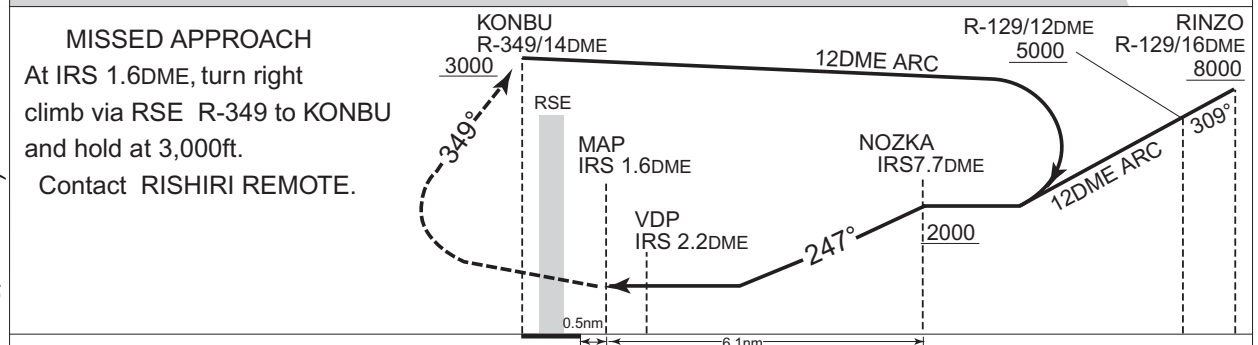 MISSED APPROACH
At IRS 1.6DME, turn right
climb via RSE R-349 to KONBU
and hold at 3,000ft.
Contact RISHIRI REMOTE.
KONBU
R-349/14DME
3000
RSE
349°
MAP
IRS 1.6DME
VDP
IRS 2.2DME
12DME ARC
NOZKA
IRS7.7DME
247°
2000
R-129/12DME
5000
RINZO
R-129/16DME
8000
309°
12DME ARC
0.5nm
6.1nm